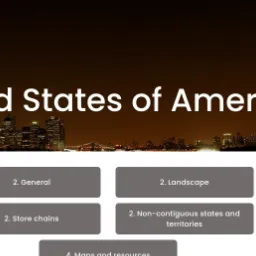 d States of Amer
2. General
2. Landscape
2. Store chains
2. Non-contiguous states and
territories
4. Maps and resources